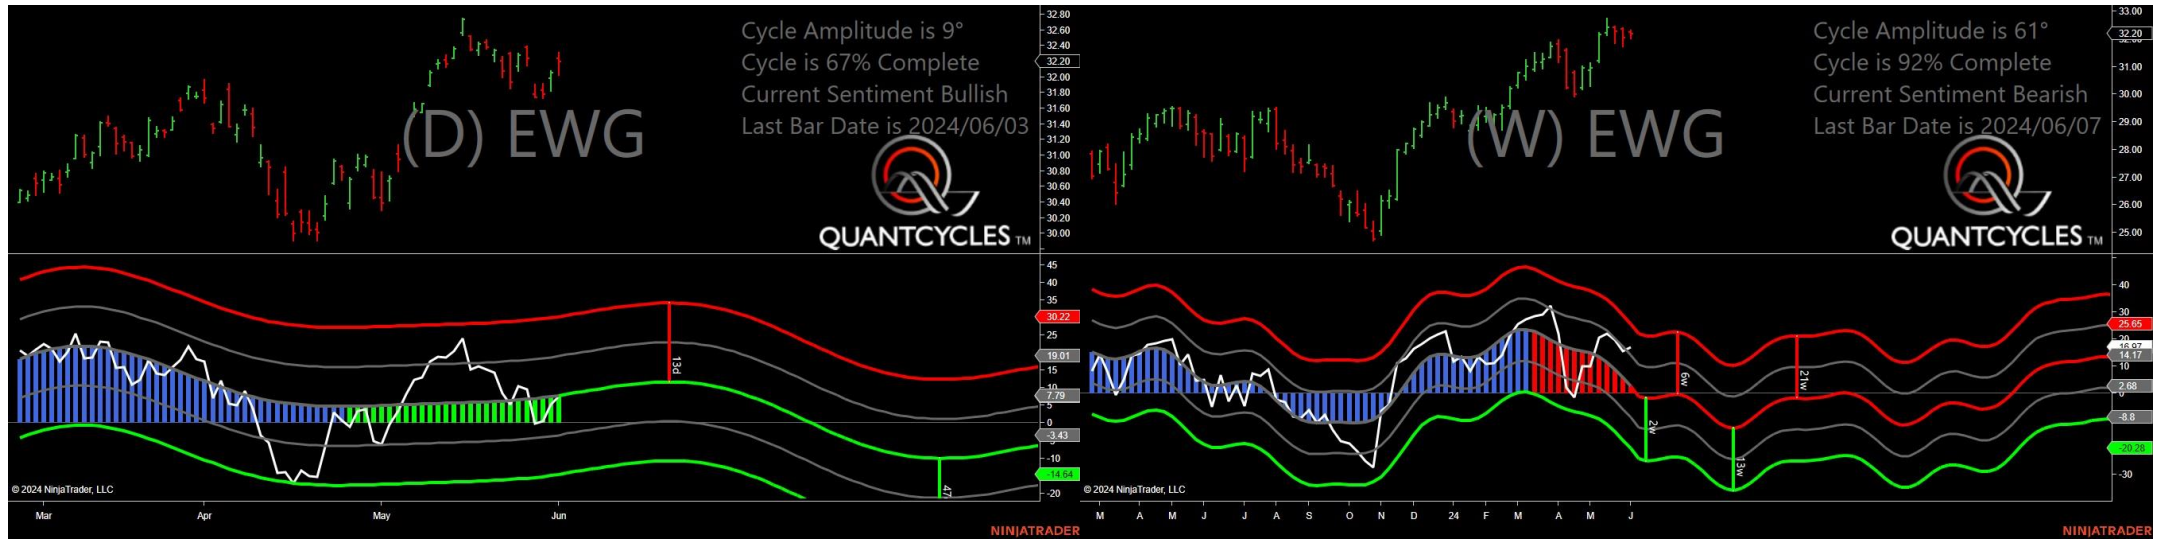 Cycle Amplitude is 9°
Cycle is 67% Complete
Current Sentiment Bullish
Last Bar Date is 2024/06/03
(D) EWG
QUANTCYCLES TM
32.80
32.60
32.40
32.20
32.00
31.80
31.60
31.40
31.20
31.00
30.80
30.60
30.40
30.20
30.00
45
40
35
30.22
25
19.01
15
10
7.79
5
0
-3.43
-10
-14.64
-20
13d
47
© 2024 NinjaTrader, LLC
Mar Apr May Jun
NINJATRADER
Cycle Amplitude is 61°
Cycle is 92% Complete
Current Sentiment Bearish
Last Bar Date is 2024/06/07
(W) EWG
QUANTCYCLES TM
33.00
32.20
31.00
30.00
29.00
28.00
27.00
26.00
25.00
40
30
25.65
16.97
14.17
2.68
0
-8.8
-20.28
-30
6w
21w
2w
13w
© 2024 NinjaTrader, LLC
M A M J J A S O N D 24 F M A M J
NINJATRADER